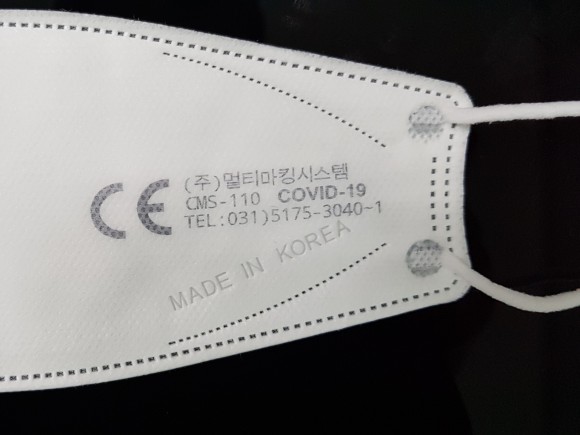 CE
(주)멀티마킹시스템
CMS-110 COVID-19
TEL:031)5175-3040~1
MADE IN KOREA